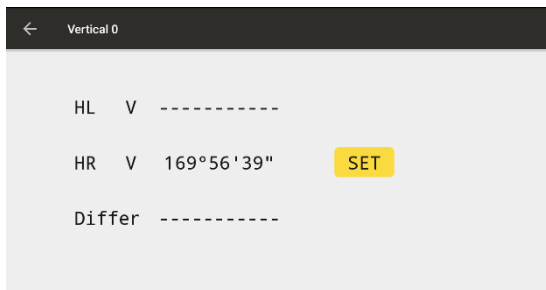 Vertical 0
HL V -----------
HR V 169°56'39" SET
Differ -----------